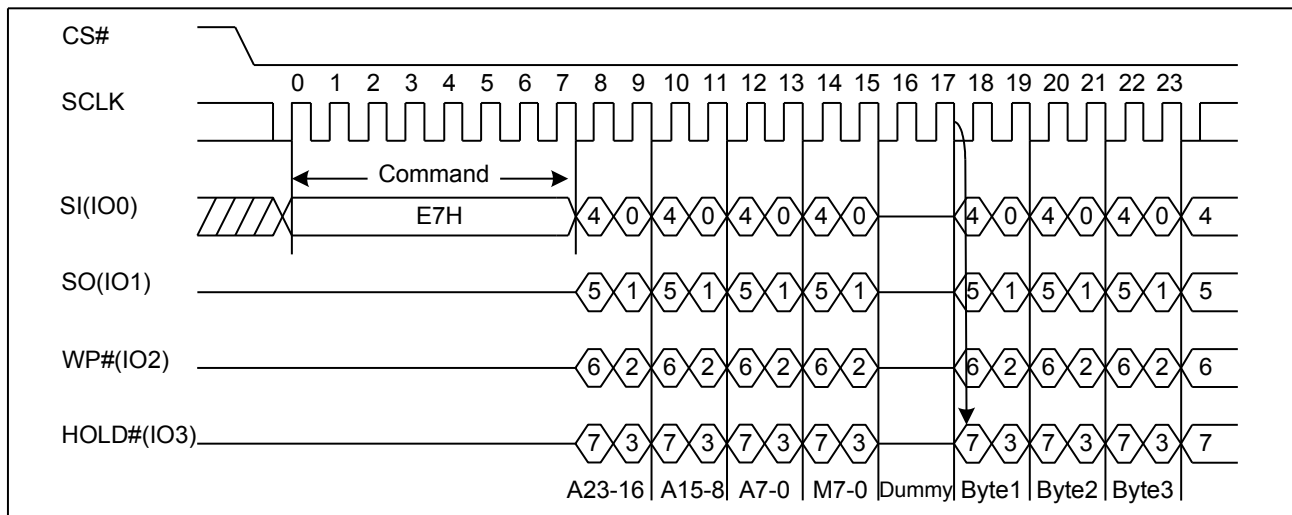 CS#
0 1 2 3 4 5 6 7 8 9 10 11 12 13 14 15 16 17 18 19 20 21 22 23
SCLK
Command
SI(IO0) E7H 4 0 4 0 4 0 4 0 4 0 4 0 4 0 4
SO(IO1) 5 1 5 1 5 1 5 1 5 1 5 1 5 1 5
WP#(IO2) 6 2 6 2 6 2 6 2 6 2 6 2 6 2 6
HOLD#(IO3) 7 3 7 3 7 3 7 3 7 3 7 3 7 3 7
A23-16 A15-8 A7-0 M7-0 Dummy Byte1 Byte2 Byte3